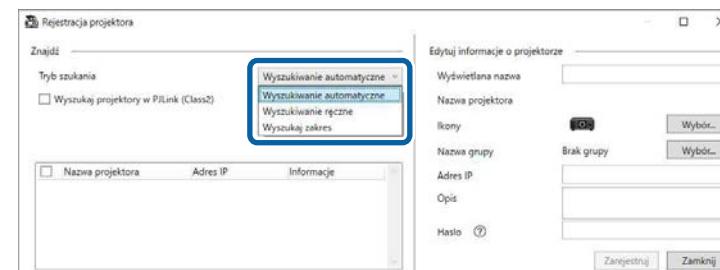 Rejestracja projektora
Znajdź
Tryb szukania
Wyszukiwanie automatyczne
Wyszukaj projektory w PJLink (Class2)
Wyszukiwanie automatyczne
Wyszukiwanie ręczne
Wyszukaj zakres
Nazwa projektora Adres IP Informacje
Edytuj informacje o projektorze
Wyświetlana nazwa
Nazwa projektora
Ikony Wybór...
Nazwa grupy Brak grupy Wybór...
Adres IP
Opis
Hasło ?
Zarejestruj Zamknij